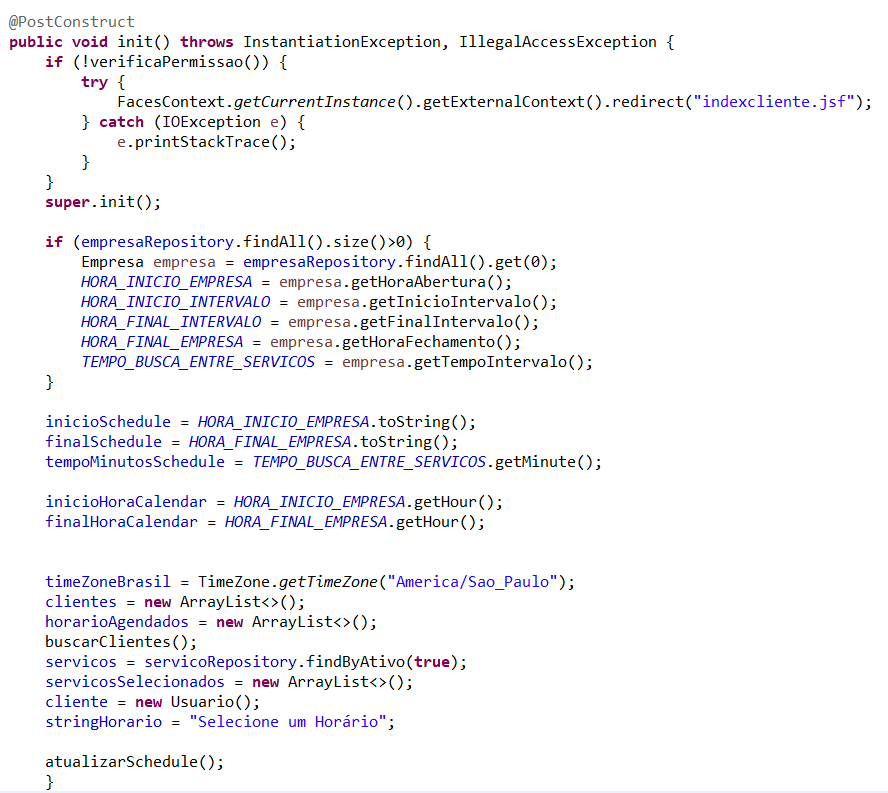 @PostConstruct
public void init() throws InstantiationException, IllegalAccessException {
    if (!verificaPermissao()) {
        try {
            FacesContext.getCurrentInstance().getExternalContext().redirect("indexcliente.jsf");
        } catch (IOException e) {
            e.printStackTrace();
        }
    }
    super.init();

    if (empresaRepository.findAll().size()>0) {
        Empresa empresa = empresaRepository.findAll().get(0);
        HORA_INICIO_EMPRESA = empresa.getHoraAbertura();
        HORA_INICIO_INTERVALO = empresa.getInicioIntervalo();
        HORA_FINAL_INTERVALO = empresa.getFinalIntervalo();
        HORA_FINAL_EMPRESA = empresa.getHoraFechamento();
        TEMPO_BUSCA_ENTRE_SERVICOS = empresa.getTempoIntervalo();
    }

    inicioSchedule = HORA_INICIO_EMPRESA.toString();
    finalSchedule = HORA_FINAL_EMPRESA.toString();
    tempoMinutosSchedule = TEMPO_BUSCA_ENTRE_SERVICOS.getMinute();

    inicioHoraCalendar = HORA_INICIO_EMPRESA.getHour();
    finalHoraCalendar = HORA_FINAL_EMPRESA.getHour();


    timeZoneBrasil = TimeZone.getTimeZone("America/Sao_Paulo");
    clientes = new ArrayList<>();
    horarioAgendados = new ArrayList<>();
    buscarClientes();
    servicos = servicoRepository.findByAtivo(true);
    servicosSelecionados = new ArrayList<>();
    cliente = new Usuario();
    stringHorario = "Selecione um Horário";

    atualizarSchedule();
    }